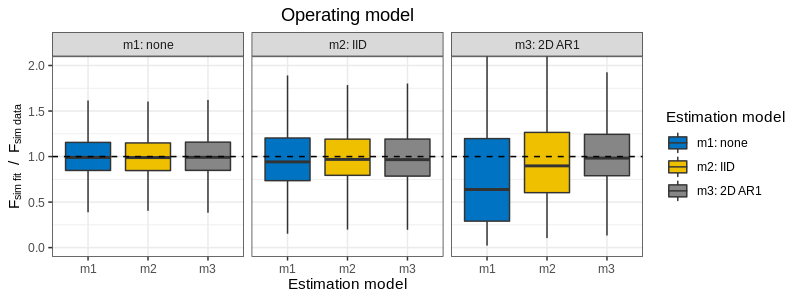 Operating model
m1: none
m2: IID
m3: 2D AR1
F sim fit / F sim data
2.0
1.5
1.0
0.5
0.0
m1 m2 m3
m1 m2 m3
m1 m2 m3
Estimation model
Estimation model
m1: none
m2: IID
m3: 2D AR1